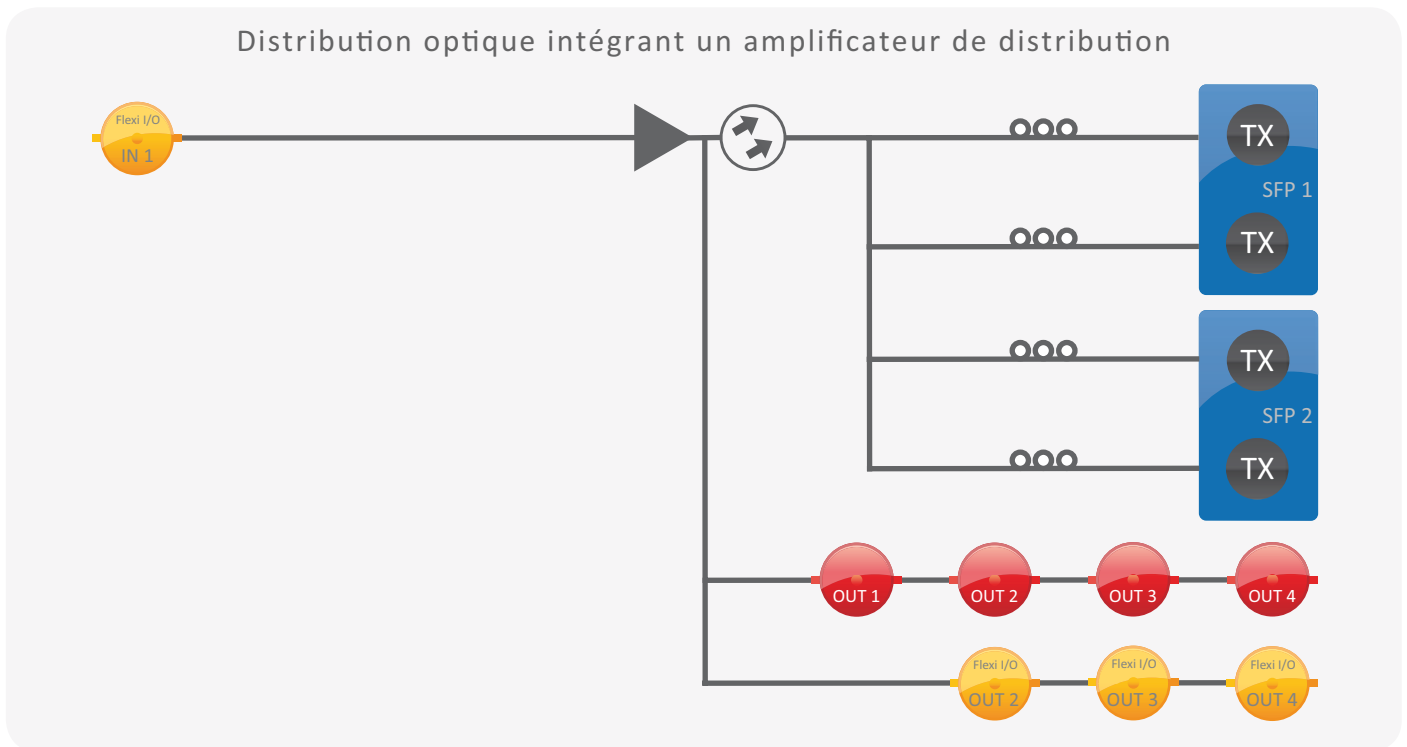 Distribution optique intégrant un amplificateur de distribution
Flexi I/O
IN 1
TX
SFP 1
TX
TX
SFP 2
TX
OUT 1
OUT 2
OUT 3
OUT 4
Flexi I/O
OUT 2
Flexi I/O
OUT 3
Flexi I/O
OUT 4